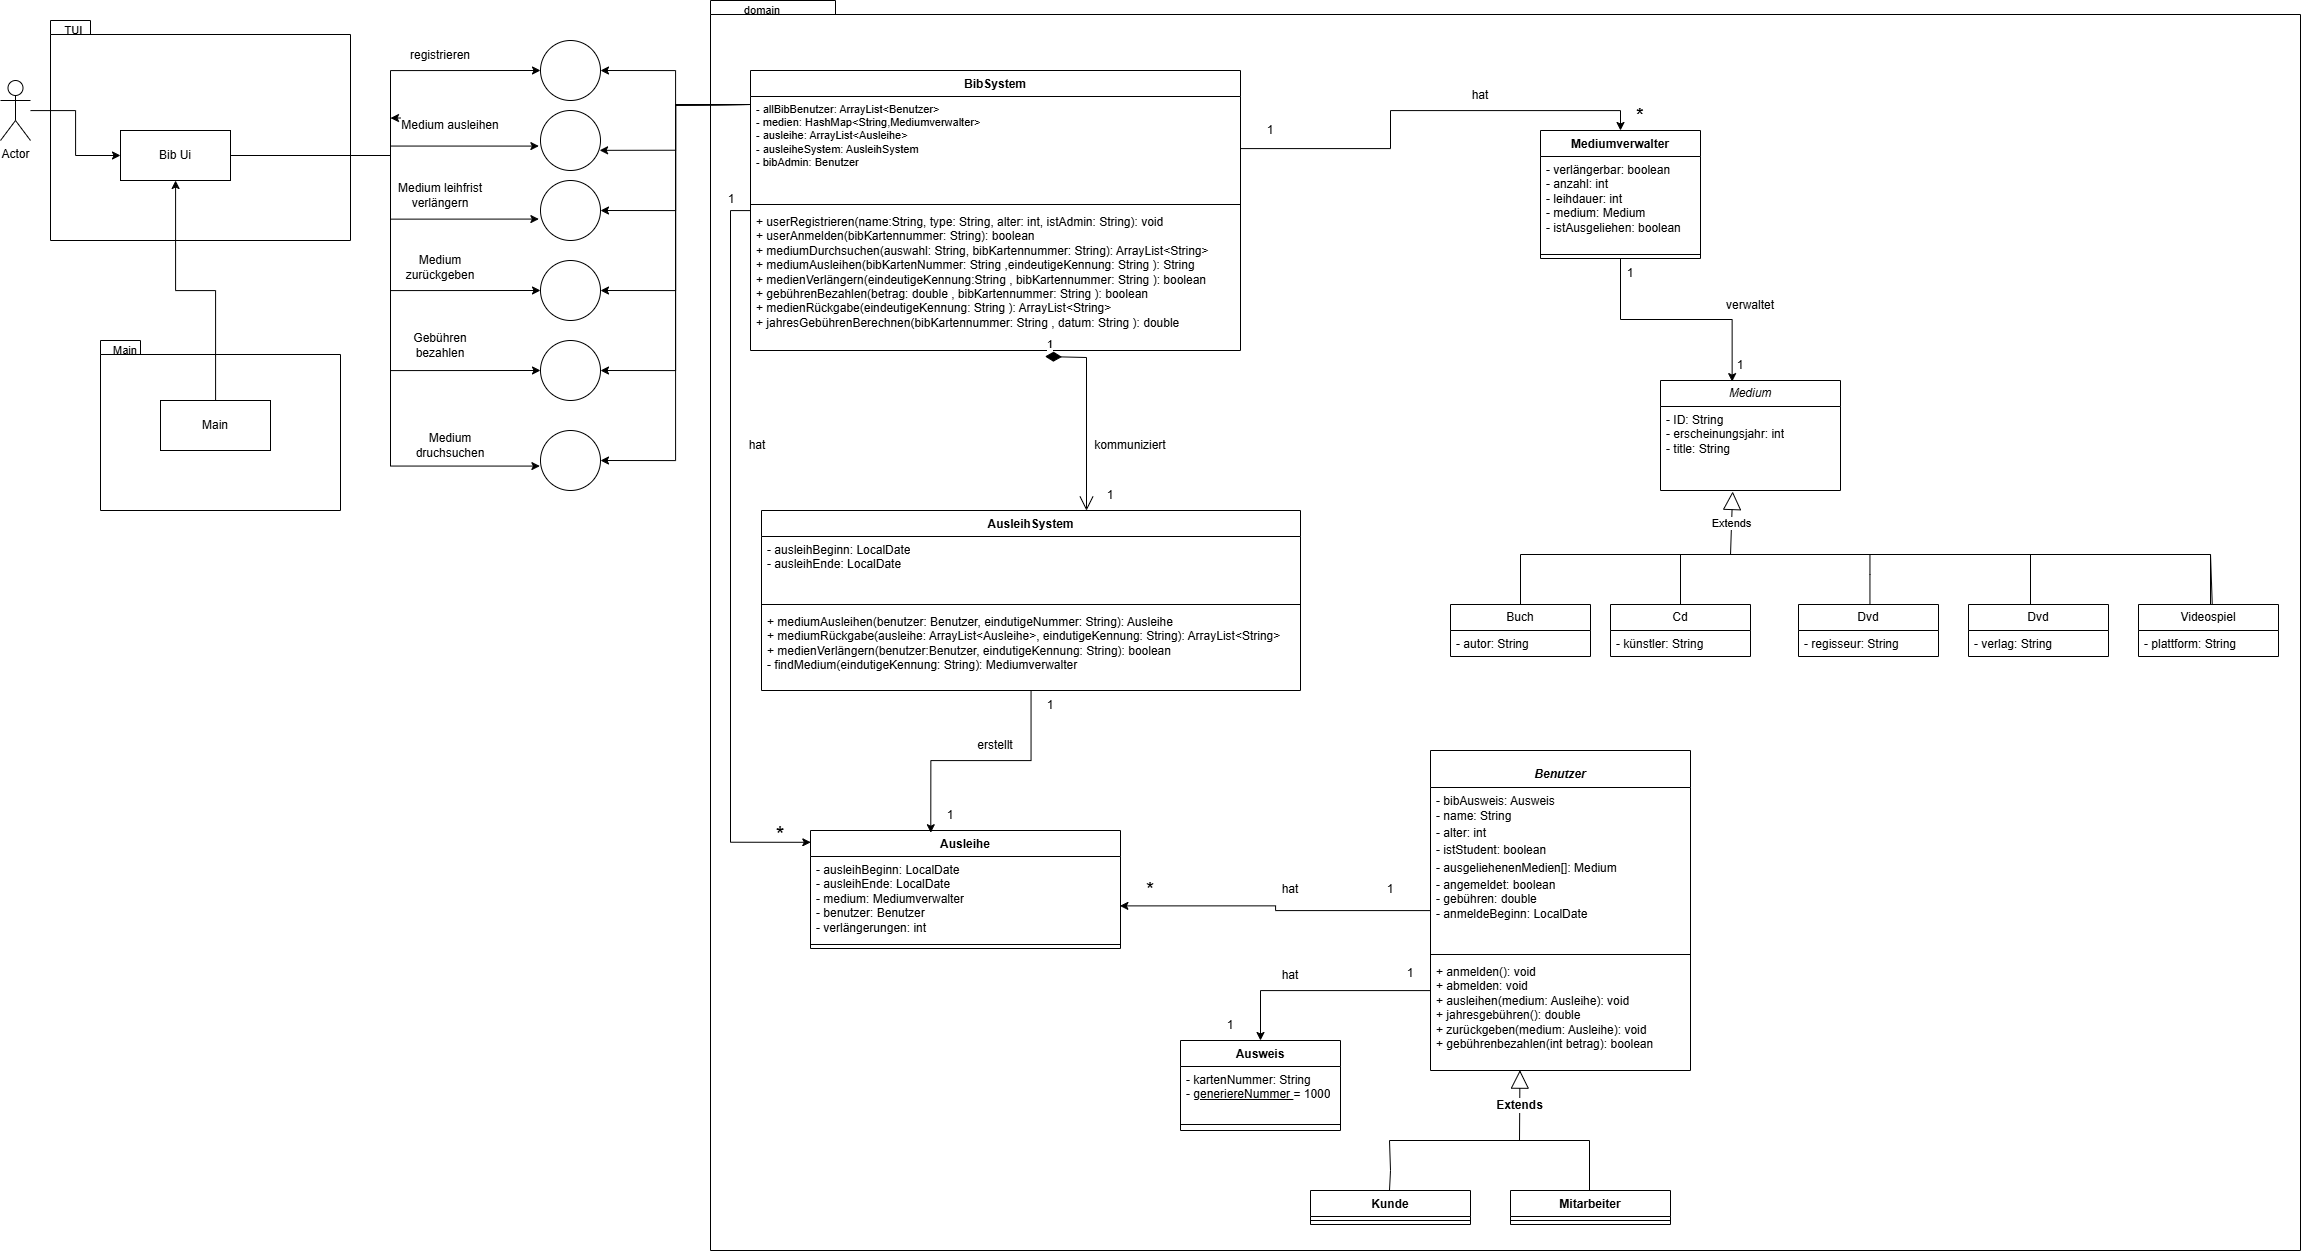 TUI
Actor
Bib Ui
Main
Main
registrieren
Medium ausleihen
Medium leihfrist
verlängern
Medium
zurückgeben
Gebühren
bezahlen
Medium
druchsuchen
domain
BibSystem
- allBibBenutzer: ArrayList<Benutzer>
- medien: HashMap<String,Mediumverwalter>
- ausleihe: ArrayList<Ausleihe>
- ausleiheSystem: AusleihSystem
- bibAdmin: Benutzer
+ userRegistrieren(name:String, type: String, alter: int, istAdmin: String): void
+ userAnmelden(bibKartennummer: String): boolean
+ mediumDurchsuchen(auswahl: String, bibKartennummer: String): ArrayList<String>
+ mediumAusleihen(bibKartenNummer: String ,eindeutigeKennung: String ): String
+ medienVerlängern(eindeutigeKennung:String , bibKartennummer: String ): boolean
+ gebührenBezahlen(betrag: double , bibKartennummer: String ): boolean
+ medienRückgabe(eindeutigeKennung: String ): ArrayList<String>
+ jahresGebührenBerechnen(bibKartennummer: String , datum: String ): double
1
hat
*
1
hat
*
1
kommuniziert
1
Mediumverwalter
- verlängerbar: boolean
- anzahl: int
- leihdauer: int
- medium: Medium
- istAusgeliehen: boolean
1
verwaltet
1
Medium
- ID: String
- erscheinungsjahr: int
- title: String
Extends
Buch
- autor: String
Cd
- künstler: String
Dvd
- regisseur: String
Dvd
- verlag: String
Videospiel
- plattform: String
AusleihSystem
- ausleihBeginn: LocalDate
- ausleihEnde: LocalDate
+ mediumAusleihen(benutzer: Benutzer, eindutigeNummer: String): Ausleihe
+ mediumRückgabe(ausleihe: ArrayList<Ausleihe>, eindutigeKennung: String): ArrayList<String>
+ medienVerlängern(benutzer:Benutzer, eindutigeKennung: String): boolean
- findMedium(eindutigeKennung: String): Mediumverwalter
1
erstellt
1
Ausleihe
- ausleihBeginn: LocalDate
- ausleihEnde: LocalDate
- medium: Mediumverwalter
- benutzer: Benutzer
- verlängerungen: int
*
hat
1
Benutzer
- bibAusweis: Ausweis
- name: String
- alter: int
- istStudent: boolean
- ausgeliehenenMedien[]: Medium
- angemeldet: boolean
- gebühren: double
- anmeldeBeginn: LocalDate
+ anmelden(): void
+ abmelden: void
+ ausleihen(medium: Ausleihe): void
+ jahresgebühren(): double
+ zurückgeben(medium: Ausleihe): void
+ gebührenbezahlen(int betrag): boolean
hat
1
1
Ausweis
- kartenNummer: String
- generiereNummer = 1000
Extends
Kunde
Mitarbeiter